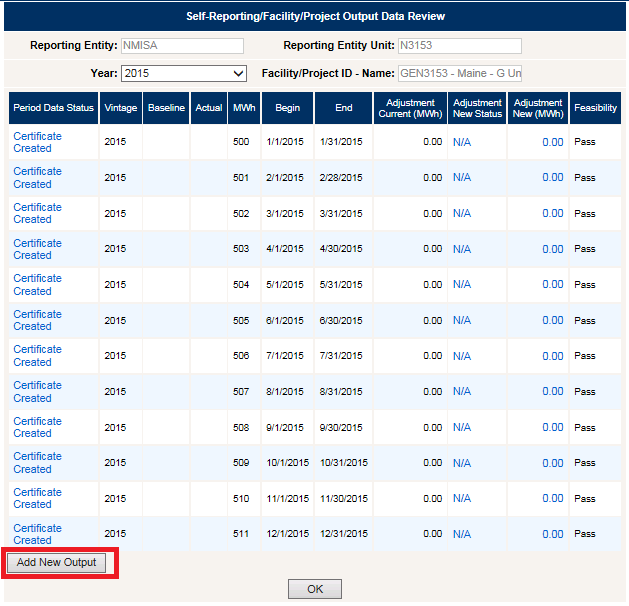 Self-Reporting/Facility/Project Output Data Review
Reporting Entity: NMISA Reporting Entity Unit: N3153
Year: 2015 Facility/Project ID - Name: GEN3153 - Maine - G Un
Period Data Status Vintage Baseline Actual MWh Begin End Adjustment Current (MWh) Adjustment New Status Adjustment New (MWh) Feasibility
Certificate Created 2015 500 1/1/2015 1/31/2015 0.00 N/A 0.00 Pass
Certificate Created 2015 501 2/1/2015 2/28/2015 0.00 N/A 0.00 Pass
Certificate Created 2015 502 3/1/2015 3/31/2015 0.00 N/A 0.00 Pass
Certificate Created 2015 503 4/1/2015 4/30/2015 0.00 N/A 0.00 Pass
Certificate Created 2015 504 5/1/2015 5/31/2015 0.00 N/A 0.00 Pass
Certificate Created 2015 505 6/1/2015 6/30/2015 0.00 N/A 0.00 Pass
Certificate Created 2015 506 7/1/2015 7/31/2015 0.00 N/A 0.00 Pass
Certificate Created 2015 507 8/1/2015 8/31/2015 0.00 N/A 0.00 Pass
Certificate Created 2015 508 9/1/2015 9/30/2015 0.00 N/A 0.00 Pass
Certificate Created 2015 509 10/1/2015 10/31/2015 0.00 N/A 0.00 Pass
Certificate Created 2015 510 11/1/2015 11/30/2015 0.00 N/A 0.00 Pass
Certificate Created 2015 511 12/1/2015 12/31/2015 0.00 N/A 0.00 Pass
Add New Output
OK